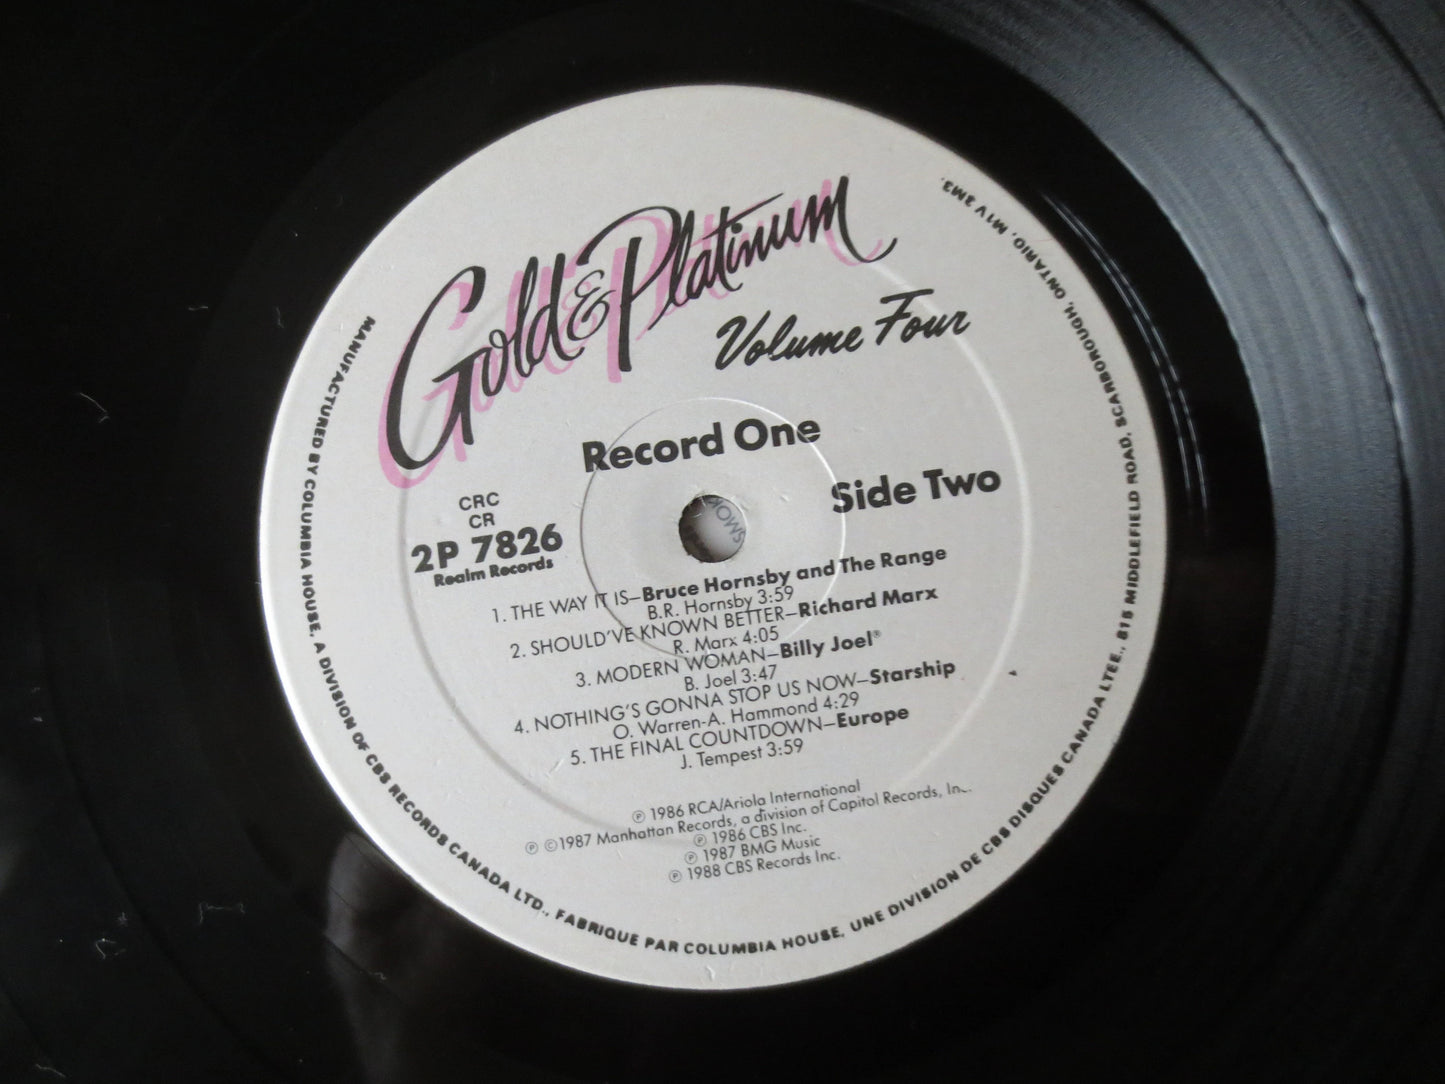 Gold & Platinum
Volume Four
Record One
Side Two
CRC
CR
2P 7826
Realm Records
1. THE WAY IT IS–Bruce Hornsby and The Range
B.R. Hornsby 3:59
2. SHOULD'VE KNOWN BETTER–Richard Marx
R. Marx 4:05
3. MODERN WOMAN–Billy Joel®
B. Joel 3:47
4. NOTHING'S GONNA STOP US NOW–Starship
O. Warren-A. Hammond 4:29
5. THE FINAL COUNTDOWN–Europe
J. Tempest 3:59
℗ 1986 RCA/Ariola International
℗ ©1987 Manhattan Records, a division of Capitol Records, Inc.
℗ 1986 CBS Inc.
℗ 1987 BMG Music
℗ 1988 CBS Records Inc.
MANUFACTURED BY COLUMBIA HOUSE, A DIVISION OF CBS RECORDS CANADA LTD., FABRIQUE PAR COLUMBIA HOUSE, UNE DIVISION DE CBS DISQUES CANADA LTEE., 815 MIDDLEFIELD ROAD, SCARBOROUGH, ONTARIO, M1V 2M3.